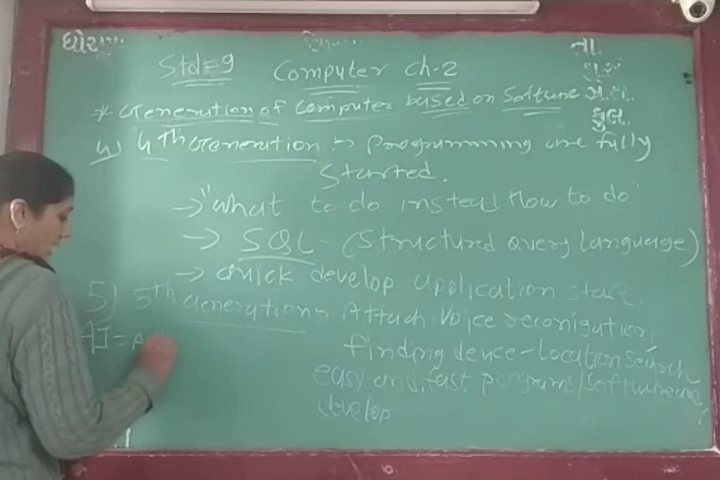 ધોરણ તા.
Std=9 Computer Ch-2
* Generation of Computer based on Software
4) 4th Generation :- programming are fully
Started.
→ "what to do instead How to do"
→ SQL - (Structured query language)
→ quick develop application start.
5) 5th Generation :- Attach. Voice
finding device - Location search
easy and fast programs/software
develop
AI = A